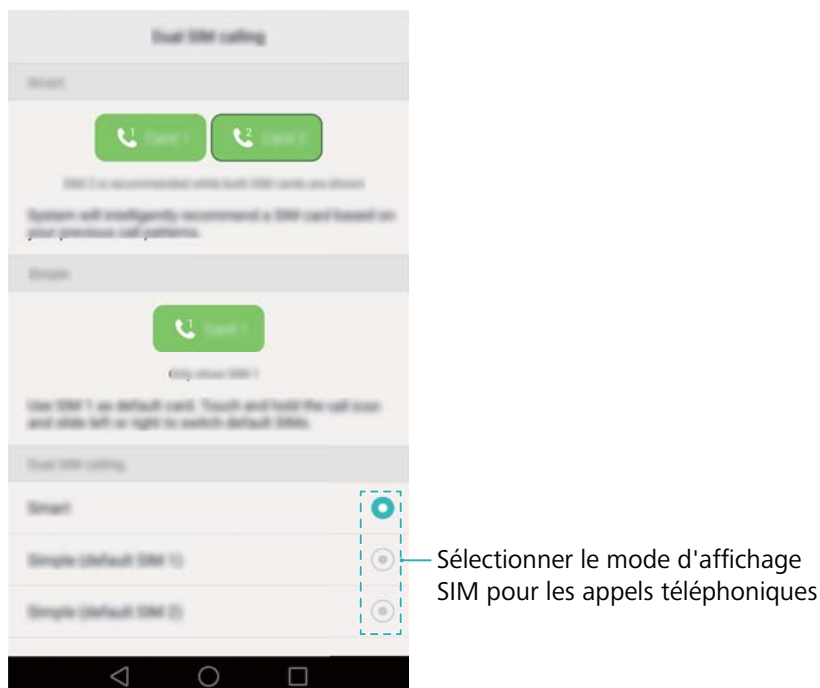 Dual SIM calling
Smart
1 Card 1 2 Card 2
SIM 2 is recommended while both SIM cards are shown
System will intelligently recommend a SIM card based on
your previous call patterns.
Simple
1 Card 1
Only show SIM 1
Use SIM 1 as default card. Touch and hold the call icon
and slide left or right to switch default SIMs.
Dual SIM calling
Smart
Simple (default SIM 1)
Simple (default SIM 2)
Sélectionner le mode d'affichage
SIM pour les appels téléphoniques